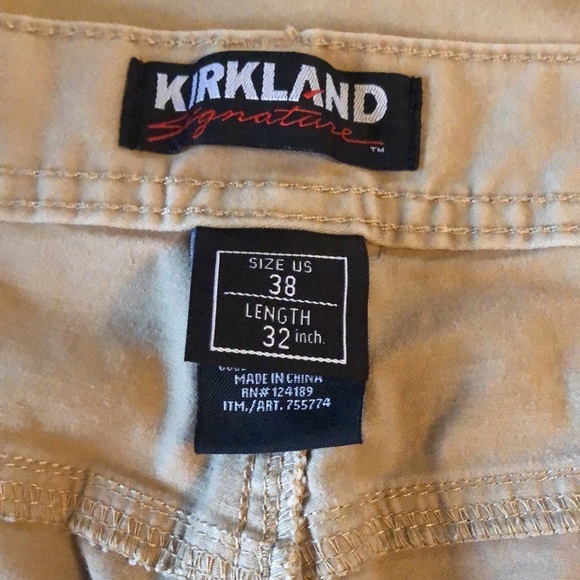 KIRKLAND
Signature
TM
SIZE US
38
LENGTH
32 inch.
MADE IN CHINA
RN# 124189
ITM./ART. 755774